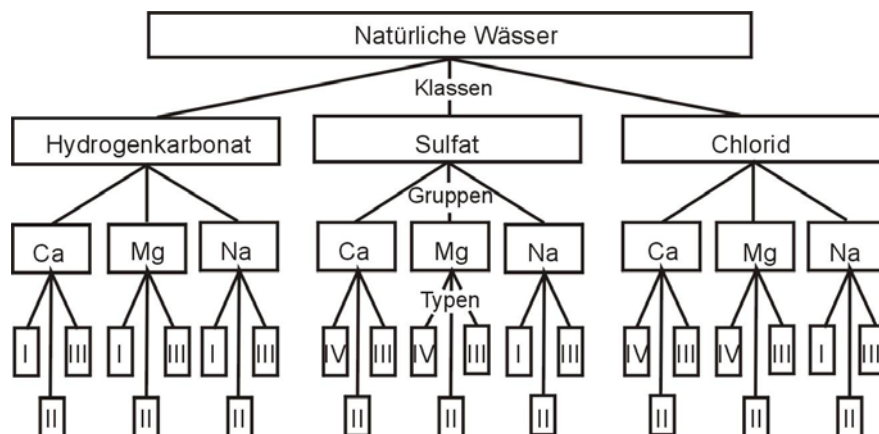 Natürliche Wässer
Klassen
Hydrogenkarbonat Sulfat Chlorid
Gruppen
Ca Mg Na Ca Mg Na Ca Mg Na
Typen
I III I III I III IV III IV III I III IV III IV III I III
II II II II II II II II II